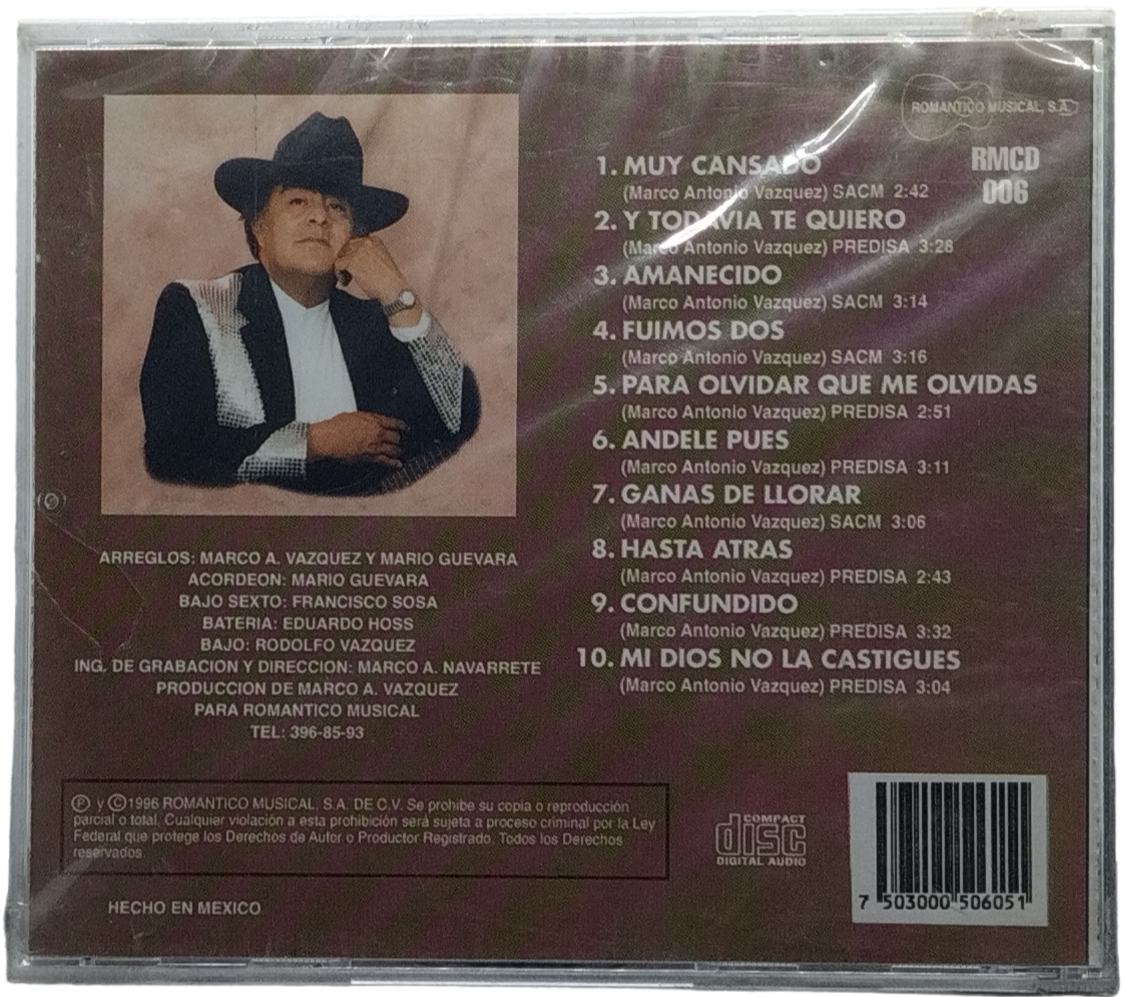 ROMANTICO MUSICAL, S.A.
RMCD
006
1. MUY CANSADO
(Marco Antonio Vazquez) SACM 2:42
2. Y TODAVIA TE QUIERO
(Marco Antonio Vazquez) PREDISA 3:28
3. AMANECIDO
(Marco Antonio Vazquez) SACM 3:14
4. FUIMOS DOS
(Marco Antonio Vazquez) SACM 3:16
5. PARA OLVIDAR QUE ME OLVIDAS
(Marco Antonio Vazquez) PREDISA 2:51
6. ANDELE PUES
(Marco Antonio Vazquez) PREDISA 3:11
7. GANAS DE LLORAR
(Marco Antonio Vazquez) SACM 3:06
8. HASTA ATRAS
(Marco Antonio Vazquez) PREDISA 2:43
9. CONFUNDIDO
(Marco Antonio Vazquez) PREDISA 3:32
10. MI DIOS NO LA CASTIGUES
(Marco Antonio Vazquez) PREDISA 3:04
ARREGLOS: MARCO A. VAZQUEZ Y MARIO GUEVARA
ACORDEON: MARIO GUEVARA
BAJO SEXTO: FRANCISCO SOSA
BATERIA: EDUARDO HOSS
BAJO: RODOLFO VAZQUEZ
ING. DE GRABACION Y DIRECCION: MARCO A. NAVARRETE
PRODUCCION DE MARCO A. VAZQUEZ
PARA ROMANTICO MUSICAL
TEL: 396-85-93
Ⓟ y ©1996 ROMANTICO MUSICAL, S.A. DE C.V. Se prohibe su copia o reproducción
parcial o total. Cualquier violación a esta prohibición será sujeta a proceso criminal por la Ley
Federal que protege los Derechos de Autor o Productor Registrado. Todos los Derechos
reservados
HECHO EN MEXICO
COMPACT
disc
DIGITAL AUDIO
7 503000 506051